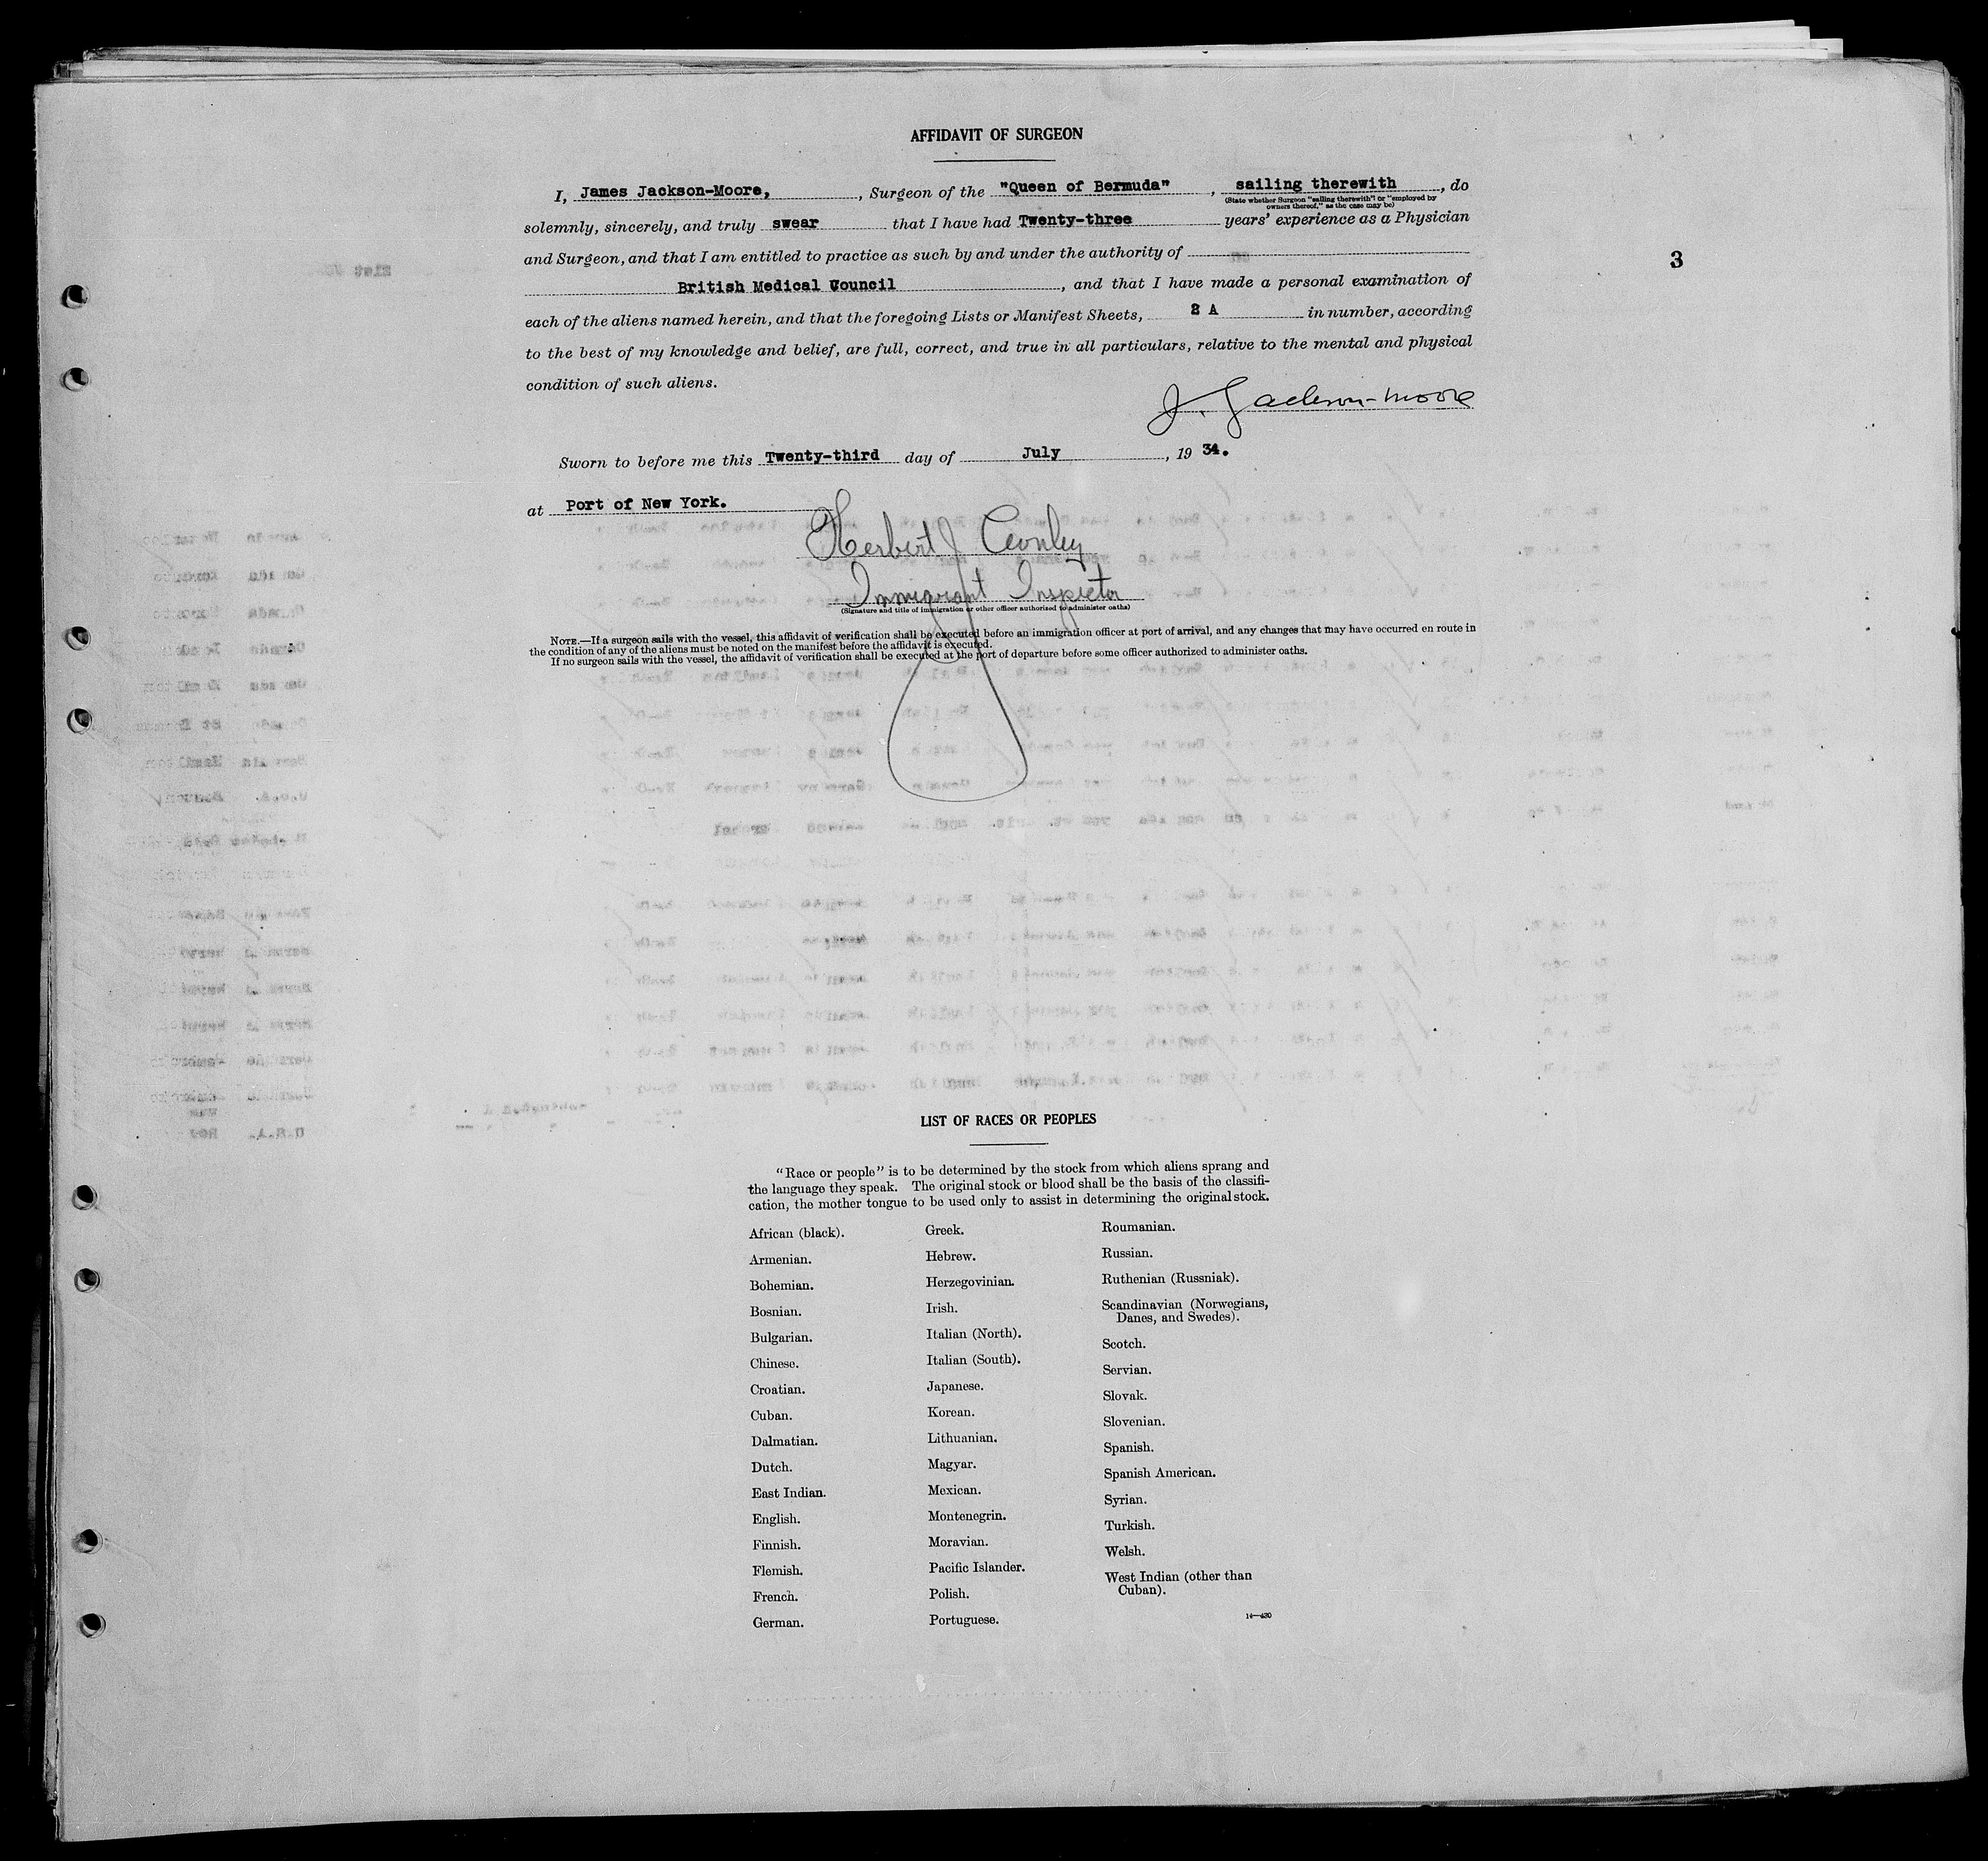 AFFIDAVIT OF SURGEON
I, James Jackson-Moore, , Surgeon of the "Queen of Bermuda" , sailing therewith , do
(State whether Surgeon "sailing therewith" or "employed by
owners thereof," as the case may be)
solemnly, sincerely, and truly swear that I have had Twenty-three years' experience as a Physician
and Surgeon, and that I am entitled to practice as such by and under the authority of
3
British Medical Council , and that I have made a personal examination of
each of the aliens named herein, and that the foregoing Lists or Manifest Sheets, 2 A in number, according
to the best of my knowledge and belief, are full, correct, and true in all particulars, relative to the mental and physical
condition of such aliens.
J. Jackson-Moore
Sworn to before me this Twenty-third day of July , 19 34.
at Port of New York.
Herbert J
Immigrant Inspector
(Signature and title of immigration or other officer authorized to administer oaths)
NOTE.—If a surgeon sails with the vessel, this affidavit of verification shall be executed before an immigration officer at port of arrival, and any changes that may have occurred en route in
the condition of any of the aliens must be noted on the manifest before the affidavit is executed.
If no surgeon sails with the vessel, the affidavit of verification shall be executed at the port of departure before some officer authorized to administer oaths.
LIST OF RACES OR PEOPLES
"Race or people" is to be determined by the stock from which aliens sprang and
the language they speak. The original stock or blood shall be the basis of the classifi-
cation, the mother tongue to be used only to assist in determining the original stock.
African (black).
Armenian.
Bohemian.
Bosnian.
Bulgarian.
Chinese.
Croatian.
Cuban.
Dalmatian.
Dutch.
East Indian.
English.
Finnish.
Flemish.
French.
German.
Greek.
Hebrew.
Herzegovinian.
Irish.
Italian (North).
Italian (South).
Japanese.
Korean.
Lithuanian.
Magyar.
Mexican.
Montenegrin.
Moravian.
Pacific Islander.
Polish.
Portuguese.
Roumanian.
Russian.
Ruthenian (Russniak).
Scandinavian (Norwegians,
Danes, and Swedes).
Scotch.
Servian.
Slovak.
Slovenian.
Spanish.
Spanish American.
Syrian.
Turkish.
Welsh.
West Indian (other than
Cuban).
14—430